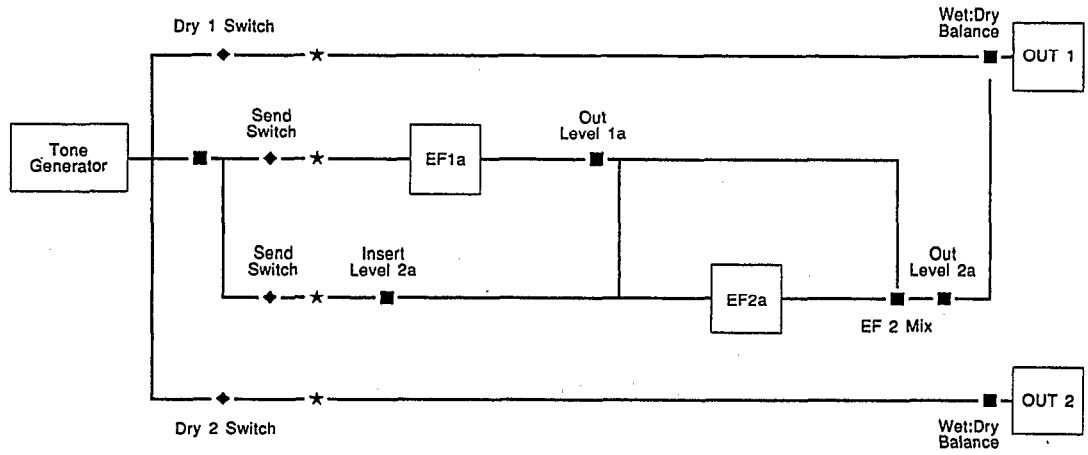 Dry 1 Switch
Wet:Dry
Balance
OUT 1
Tone
Generator
Send
Switch
EF1a
Out
Level 1a
Send
Switch
Insert
Level 2a
EF2a
Out
Level 2a
EF 2 Mix
Dry 2 Switch
Wet:Dry
Balance
OUT 2